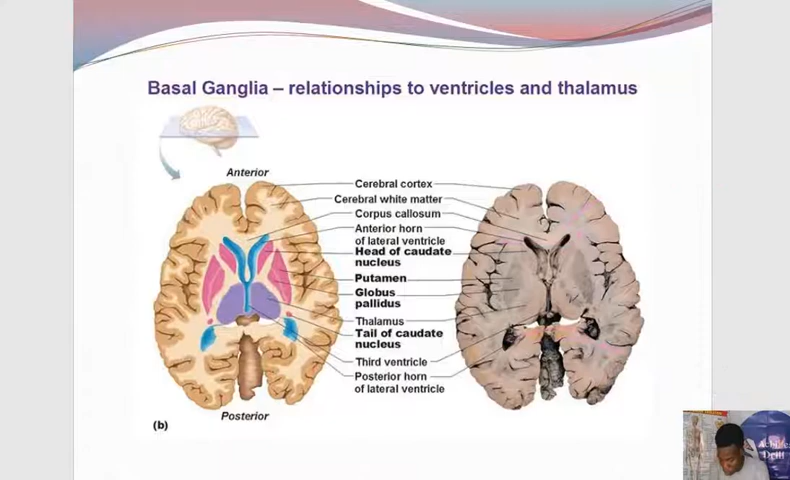 Basal Ganglia – relationships to ventricles and thalamus
Anterior
Cerebral cortex
Cerebral white matter
Corpus callosum
Anterior horn
of lateral ventricle
Head of caudate
nucleus
Putamen
Globus
pallidus
Thalamus
Tail of caudate
nucleus
Third ventricle
Posterior horn
of lateral ventricle
Posterior
(b)
Drill